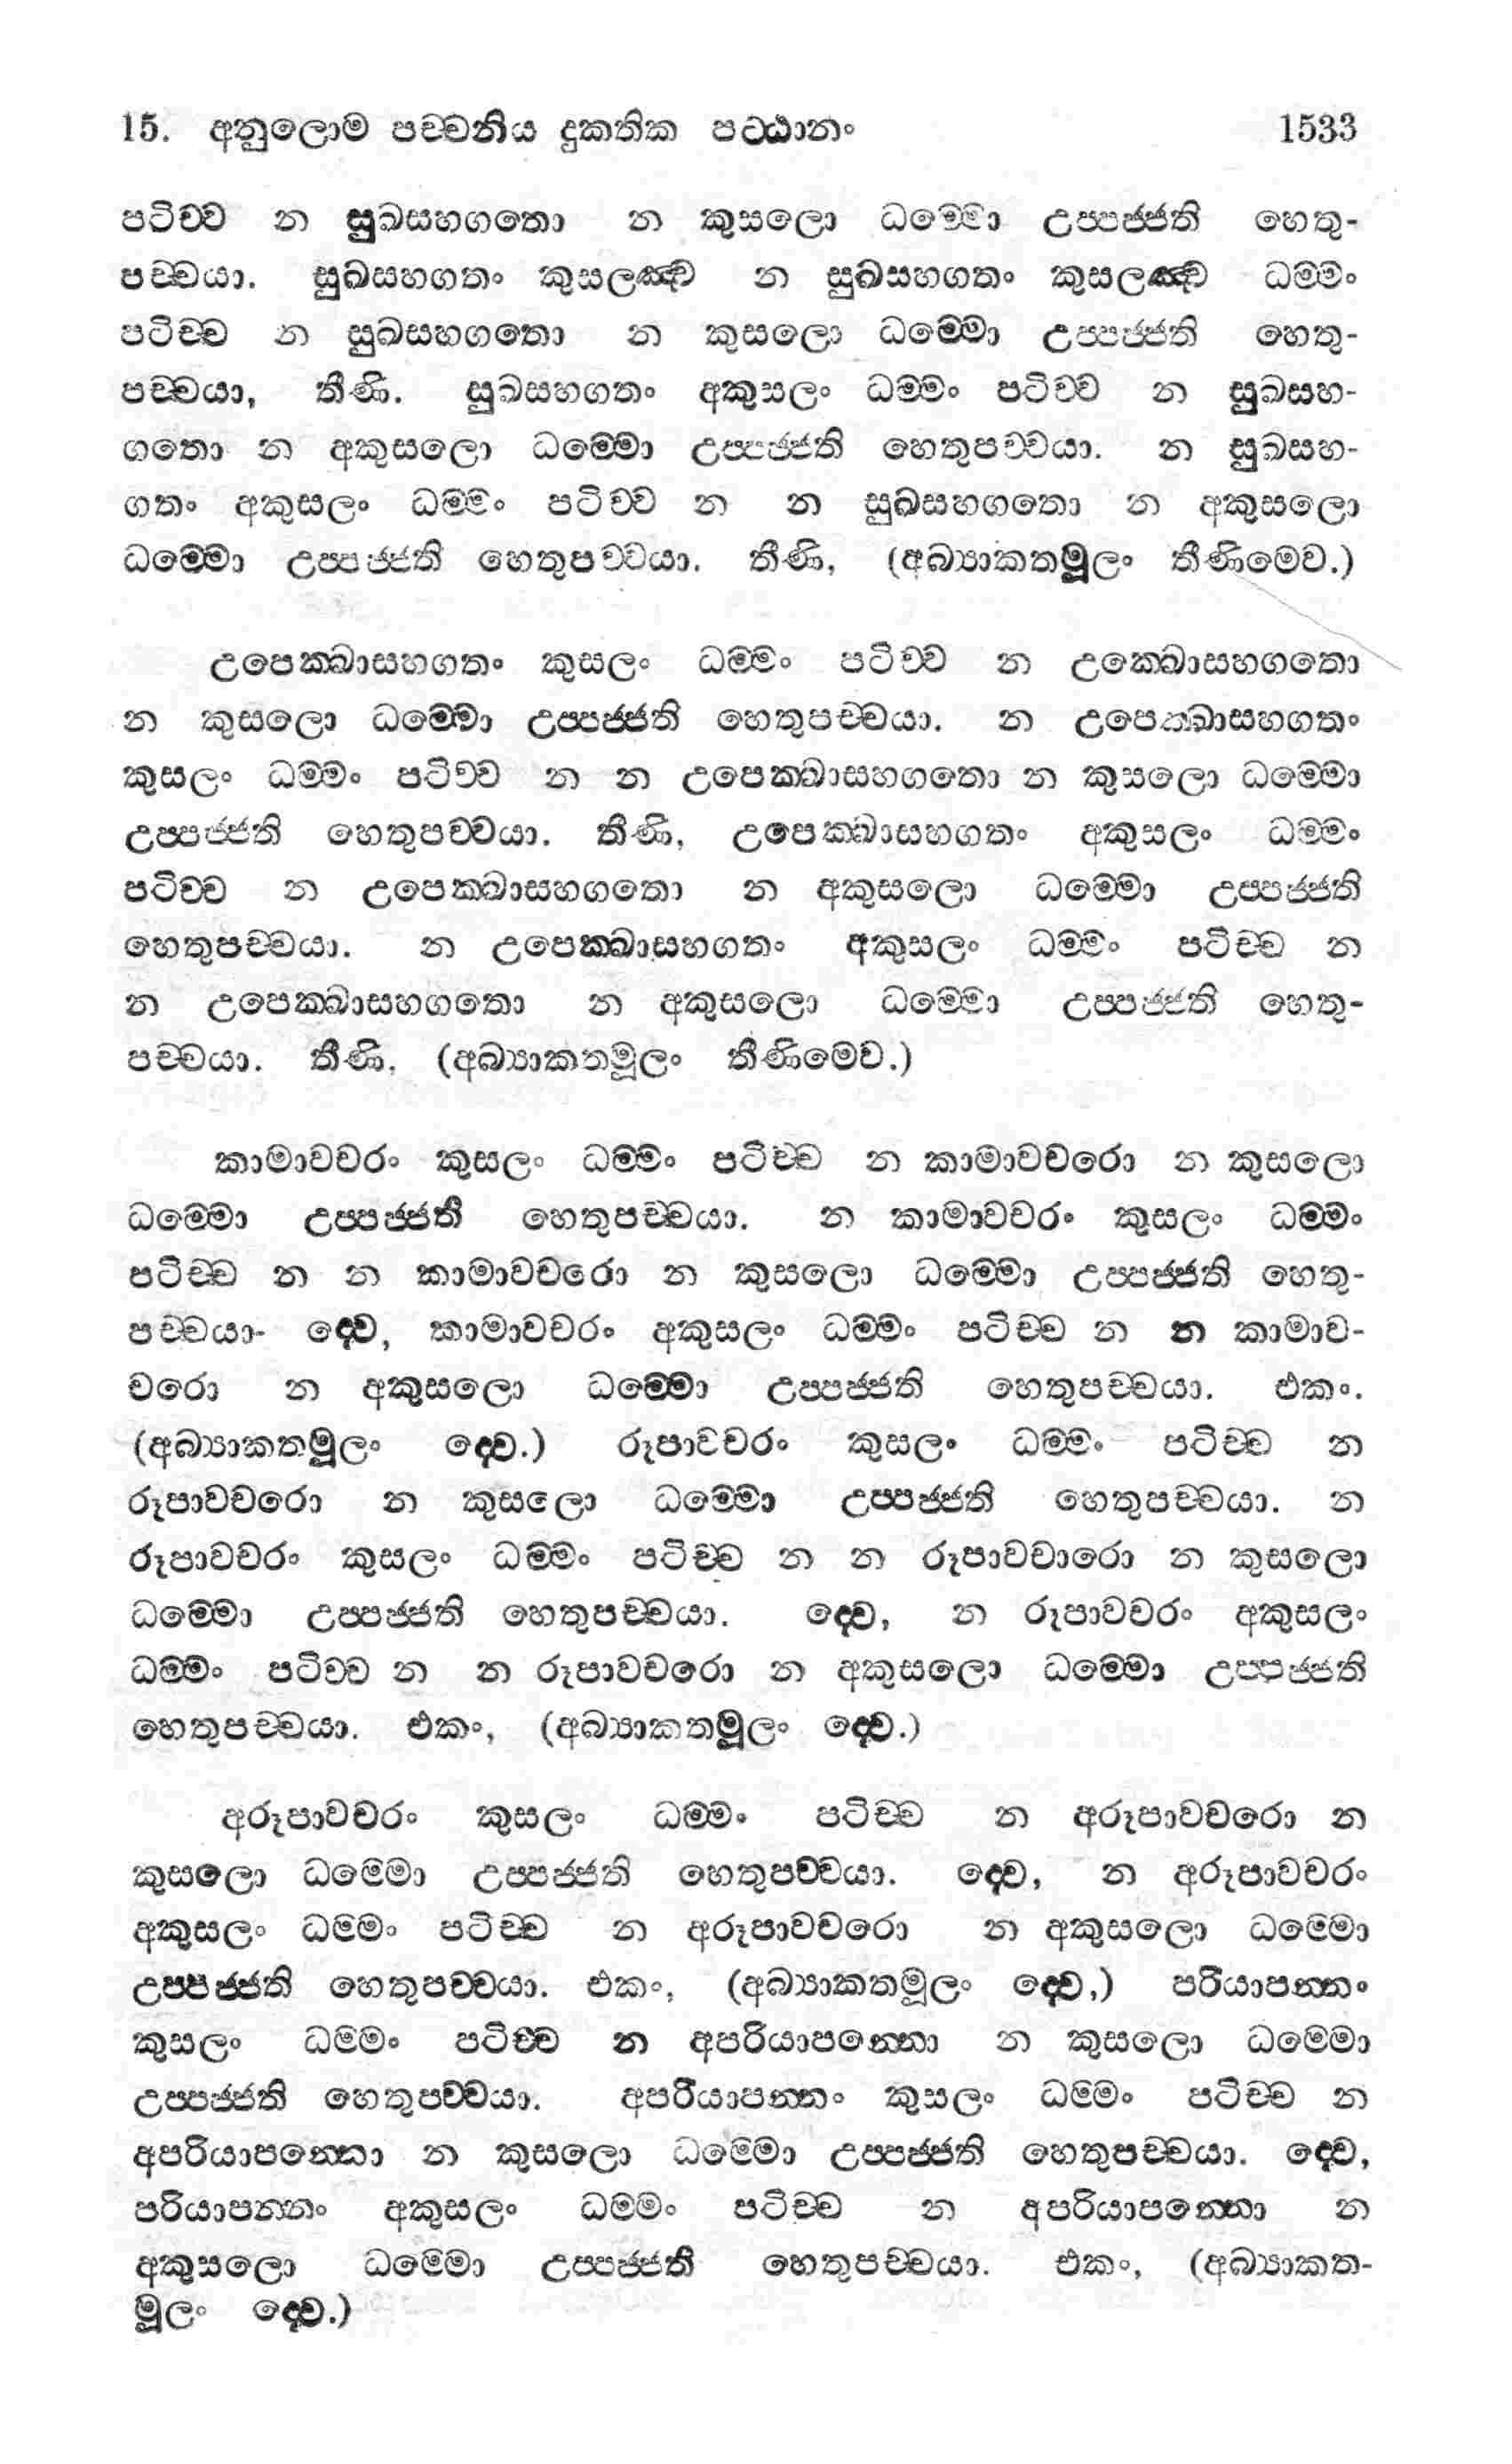 15. අනුලොම පච්චනිය දුකතික පට්ඨානං 1533
පටිච්ච න සුඛසහගතො න කුසලො ධම්මො උප්පජ්ජති හෙතු-
පච්චයා. සුඛසහගතං කුසලඤ්ච න සුඛසහගතං කුසලඤ්ච ධම්මං
පටිච්ච න සුඛසහගතො න කුසලො ධම්මො උප්පජ්ජති හෙතු-
පච්චයා, තීණි. සුඛසහගතං අකුසලං ධම්මං පටිච්ච න සුඛසහ-
ගතො න අකුසලො ධම්මො උප්පජ්ජති හෙතුපච්චයා. න සුඛසහ-
ගතං අකුසලං ධම්මං පටිච්ච න න සුඛසහගතො න අකුසලො
ධම්මො උප්පජ්ජති හෙතුපච්චයා. තීණි, (අබ්‍යාකතමූලං තීණිමෙව.)
උපෙක්ඛාසහගතං කුසලං ධම්මං පටිච්ච න උක්ඛොසහගතො
න කුසලො ධම්මො උප්පජ්ජති හෙතුපච්චයා. න උපෙක්ඛාසහගතං
කුසලං ධම්මං පටිච්ච න න උපෙක්ඛාසහගතො න කුසලො ධම්මො
උප්පජ්ජති හෙතුපච්චයා. තීණි, උපෙක්ඛාසහගතං අකුසලං ධම්මං
පටිච්ච න උපෙක්ඛාසහගතො න අකුසලො ධම්මො උප්පජ්ජති
හෙතුපච්චයා. න උපෙක්ඛාසහගතං අකුසලං ධම්මං පටිච්ච න
න උපෙක්ඛාසහගතො න අකුසලො ධම්මො උප්පජ්ජති හෙතු-
පච්චයා. තීණි, (අබ්‍යාකතමූලං තීණිමෙව.)
කාමාවචරං කුසලං ධම්මං පටිච්ච න කාමාවචරො න කුසලො
ධම්මො උප්පජ්ජති හෙතුපච්චයා. න කාමාවචරං කුසලං ධම්මං
පටිච්ච න න කාමාවචරො න කුසලො ධම්මො උප්පජ්ජති හෙතු-
පච්චයා- ද්වෙ, කාමාවචරං අකුසලං ධම්මං පටිච්ච න න කාමාව-
චරො න අකුසලො ධම්මො උප්පජ්ජති හෙතුපච්චයා. එකං.
(අබ්‍යාකතමූලං ද්වෙ.) රූපාවචරං කුසලං ධම්මං පටිච්ච න
රූපාවචරො න කුසලො ධම්මො උප්පජ්ජති හෙතුපච්චයා. න
රූපාවචරං කුසලං ධම්මං පටිච්ච න න රූපාවචාරො න කුසලො
ධම්මො උප්පජ්ජති හෙතුපච්චයා. ද්වෙ, න රූපාවචරං අකුසලං
ධම්මං පටිච්ච න න රූපාවචරො න අකුසලො ධම්මො උප්පජ්ජති
හෙතුපච්චයා. එකං, (අබ්‍යාකතමූලං ද්වෙ.)
අරූපාවචරං කුසලං ධම්මං පටිච්ච න අරූපාවචරො න
කුසලො ධම්මො උප්පජ්ජති හෙතුපච්චයා. ද්වෙ, න අරූපාවචරං
අකුසලං ධම්මං පටිච්ච න අරූපාවචරො න අකුසලො ධම්මො
උප්පජ්ජති හෙතුපච්චයා. එකං, (අබ්‍යාකතමූලං ද්වෙ,) පරියාපන්නං
කුසලං ධම්මං පටිච්ච න අපරියාපන්නො න කුසලො ධම්මො
උප්පජ්ජති හෙතුපච්චයා. අපරියාපන්නං කුසලං ධම්මං පටිච්ච න
අපරියාපන්නො න කුසලො ධම්මො උප්පජ්ජති හෙතුපච්චයා. ද්වෙ,
පරියාපන්නං අකුසලං ධම්මං පටිච්ච න අපරියාපන්නො න
අකුසලො ධම්මො උප්පජ්ජති හෙතුපච්චයා. එකං, (අබ්‍යාකත-
මූලං ද්වෙ.)